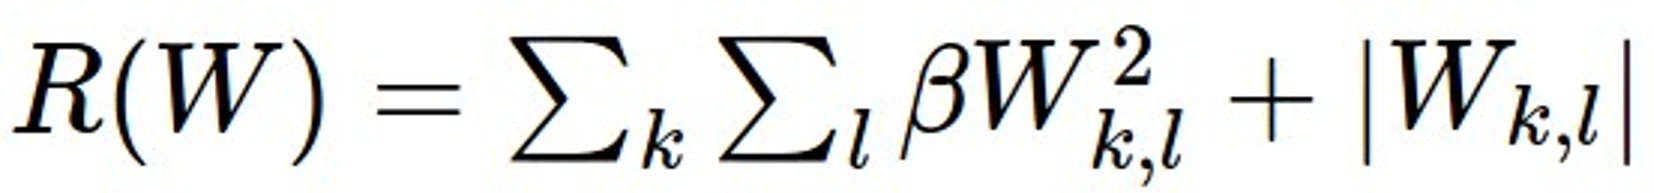 R(W) = ∑_k ∑_l βW_{k,l}^2 + |W_{k,l}|